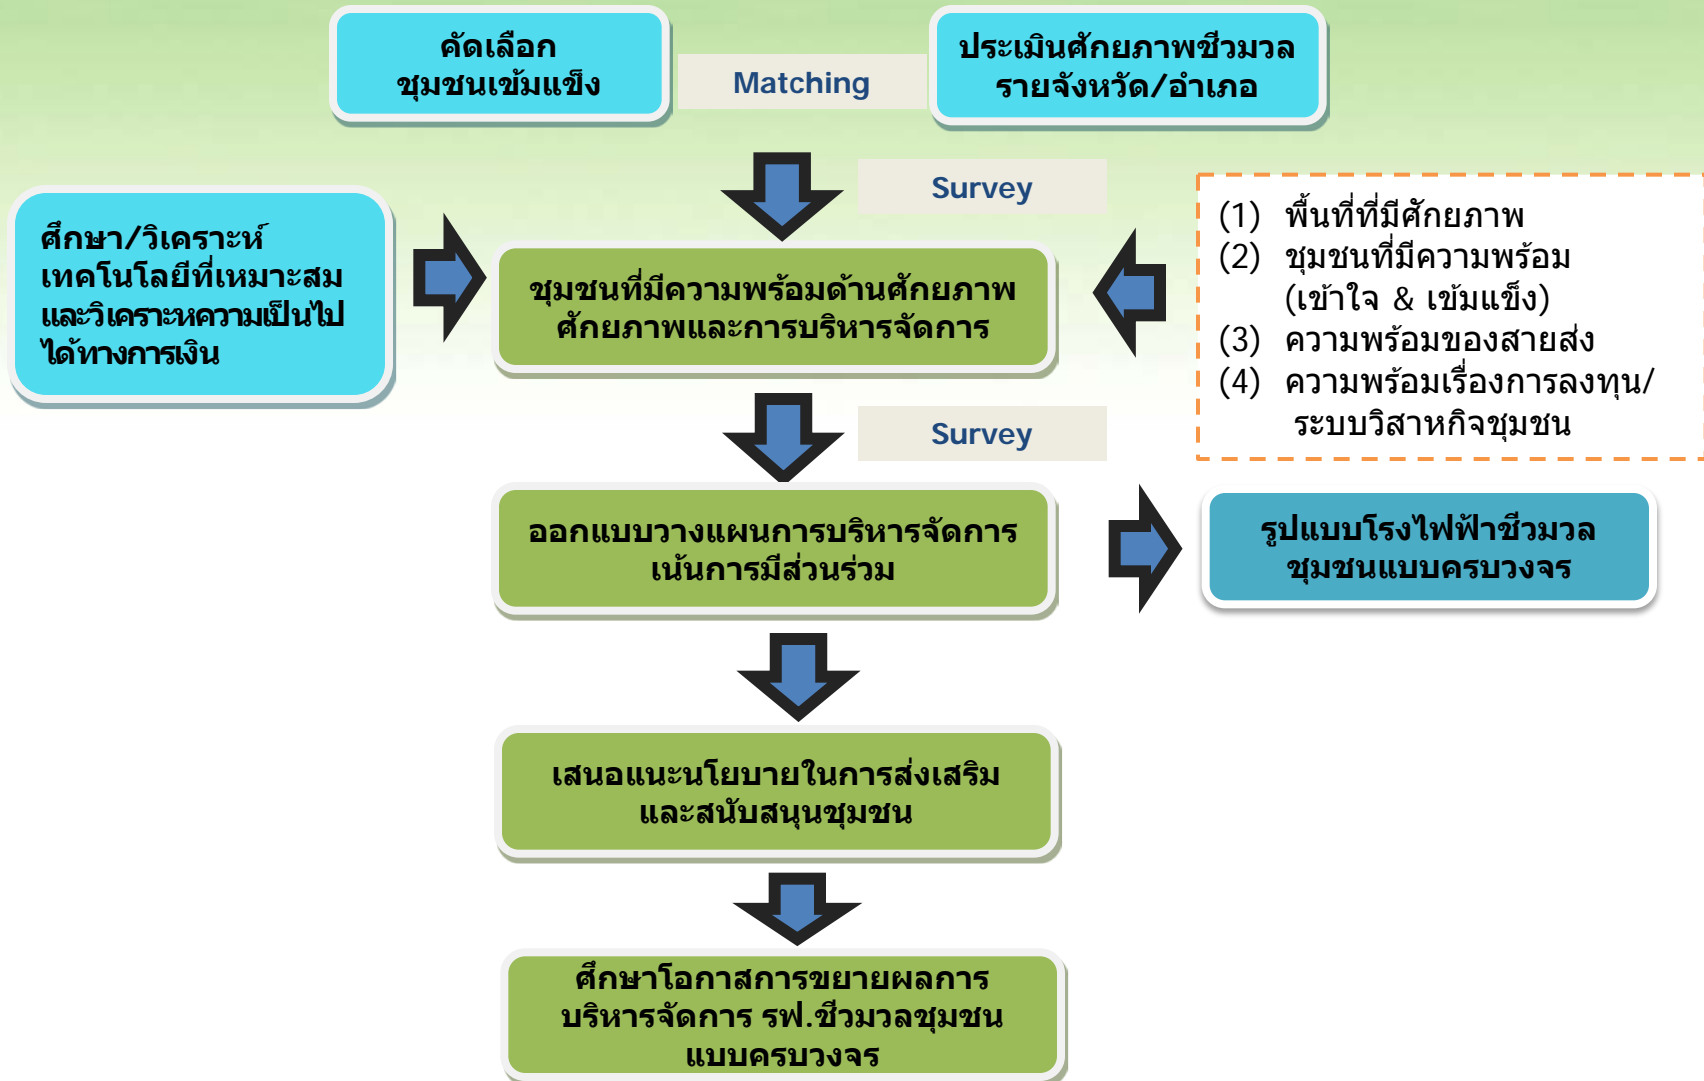 คัดเลือก
ชุมชนเข้มแข็ง
Matching
ประเมินศักยภาพชีวมวล
รายจังหวัด/อำเภอ
Survey
ศึกษา/วิเคราะห์
เทคโนโลยีที่เหมาะสม
และวิเคราะหความเป็นไป
ได้ทางการเงิน
ชุมชนที่มีความพร้อมด้านศักยภาพ
ศักยภาพและการบริหารจัดการ
(1) พื้นที่ที่มีศักยภาพ
(2) ชุมชนที่มีความพร้อม
(เข้าใจ & เข้มแข็ง)
(3) ความพร้อมของสายส่ง
(4) ความพร้อมเรื่องการลงทุน/
ระบบวิสาหกิจชุมชน
Survey
ออกแบบวางแผนการบริหารจัดการ
เน้นการมีส่วนร่วม
รูปแบบโรงไฟฟ้าชีวมวล
ชุมชนแบบครบวงจร
เสนอแนะนโยบายในการส่งเสริม
และสนับสนุนชุมชน
ศึกษาโอกาสการขยายผลการ
บริหารจัดการ รฟ.ชีวมวลชุมชน
แบบครบวงจร